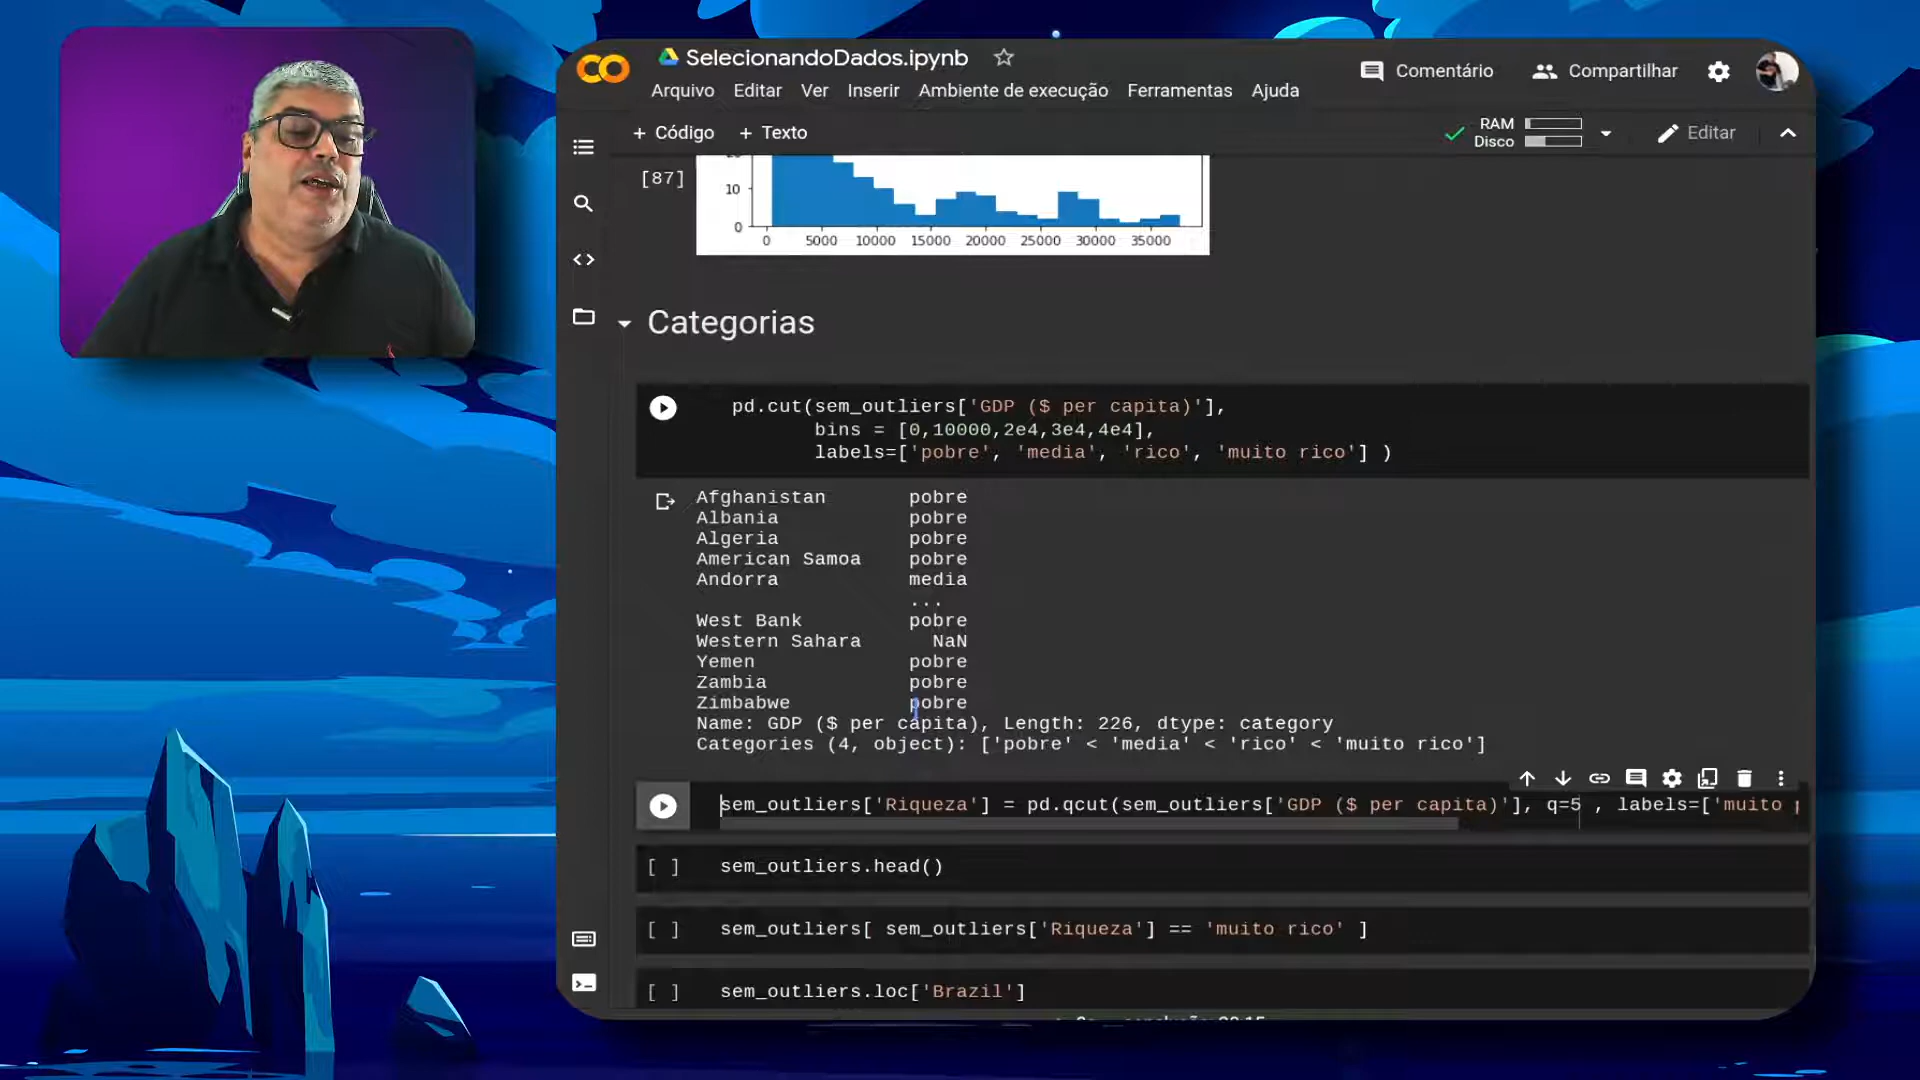 SelecionandoDados.ipynb
Comentário
Compartilhar
Arquivo Editar Ver Inserir Ambiente de execução Ferramentas Ajuda
+ Código + Texto
RAM
Disco
Editar
[87]
10
0
0 5000 10000 15000 20000 25000 30000 35000
Categorias
pd.cut(sem_outliers['GDP ($ per capita)'],
bins = [0,10000,2e4,3e4,4e4],
labels=['pobre', 'media', 'rico', 'muito rico'] )
Afghanistan pobre
Albania pobre
Algeria pobre
American Samoa pobre
Andorra media
...
West Bank pobre
Western Sahara NaN
Yemen pobre
Zambia pobre
Zimbabwe pobre
Name: GDP ($ per capita), Length: 226, dtype: category
Categories (4, object): ['pobre' < 'media' < 'rico' < 'muito rico']
sem_outliers['Riqueza'] = pd.qcut(sem_outliers['GDP ($ per capita)'], q=5 , labels=['muito
[ ] sem_outliers.head()
[ ] sem_outliers[ sem_outliers['Riqueza'] == 'muito rico' ]
[ ] sem_outliers.loc['Brazil']